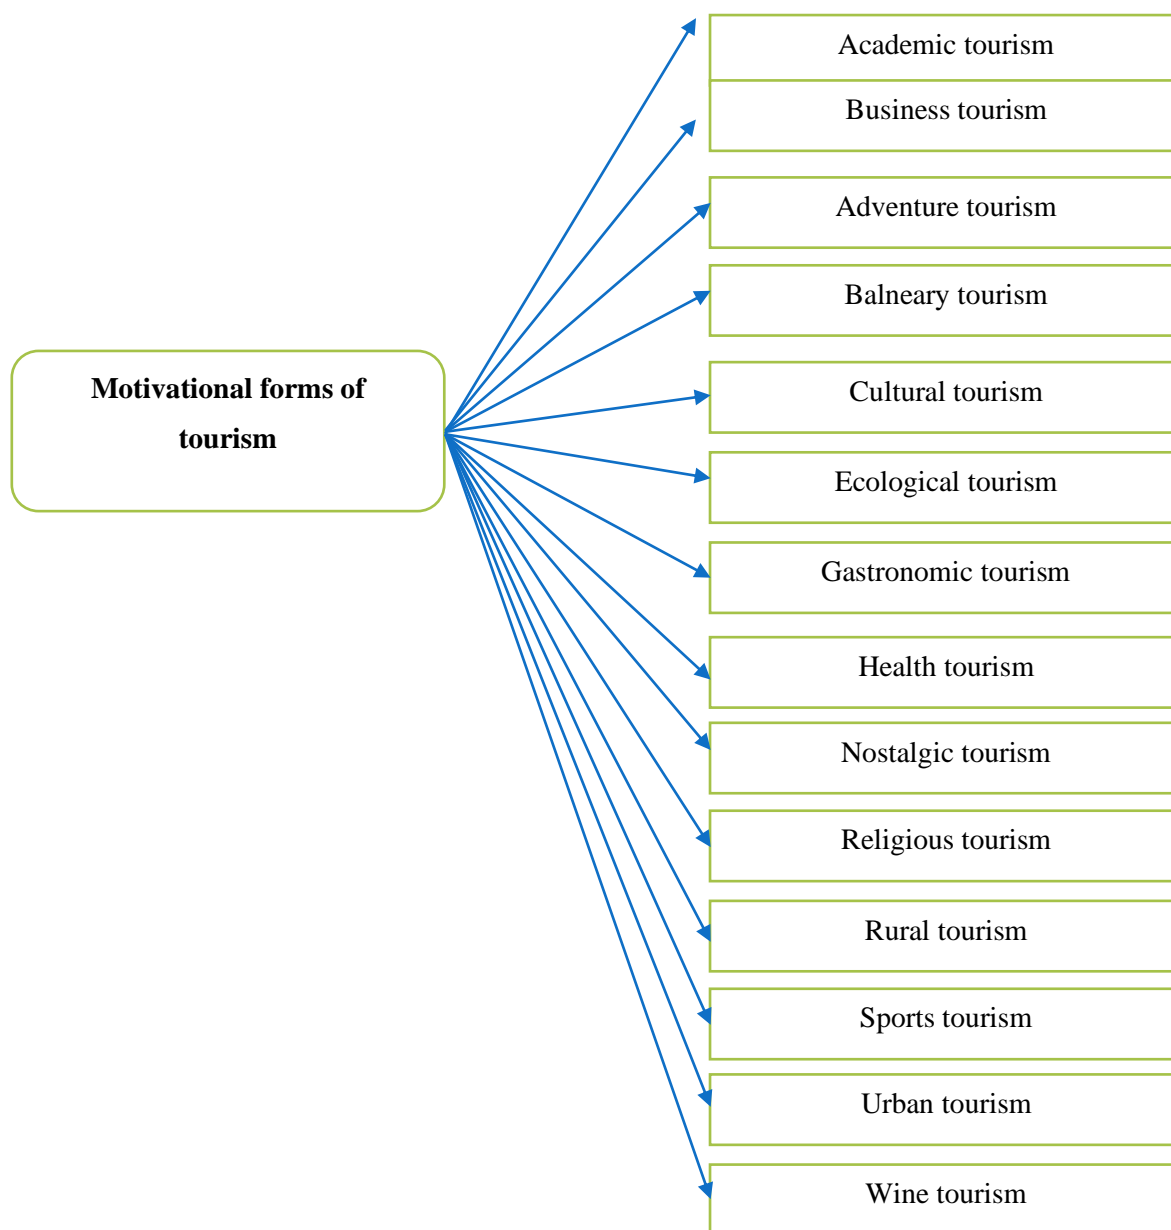 Academic tourism
Business tourism
Adventure tourism
Balneary tourism
Motivational forms of
tourism
Cultural tourism
Ecological tourism
Gastronomic tourism
Health tourism
Nostalgic tourism
Religious tourism
Rural tourism
Sports tourism
Urban tourism
Wine tourism